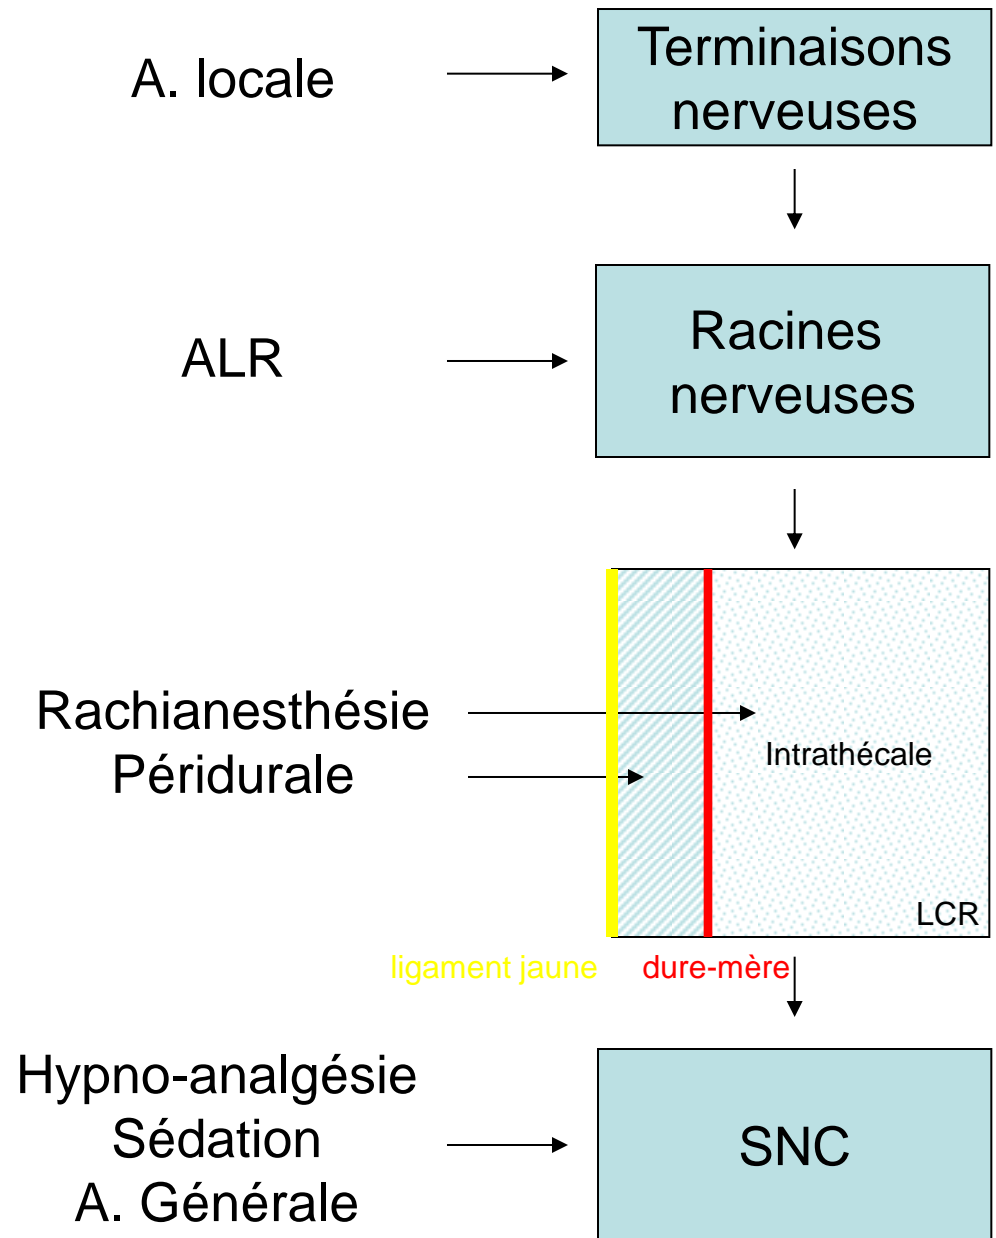 A. locale
Terminaisons
nerveuses
ALR
Racines
nerveuses
Rachianesthésie
Péridurale
Intrathécale
LCR
ligament jaune
dure-mère
Hypno-analgésie
Sédation
A. Générale
SNC